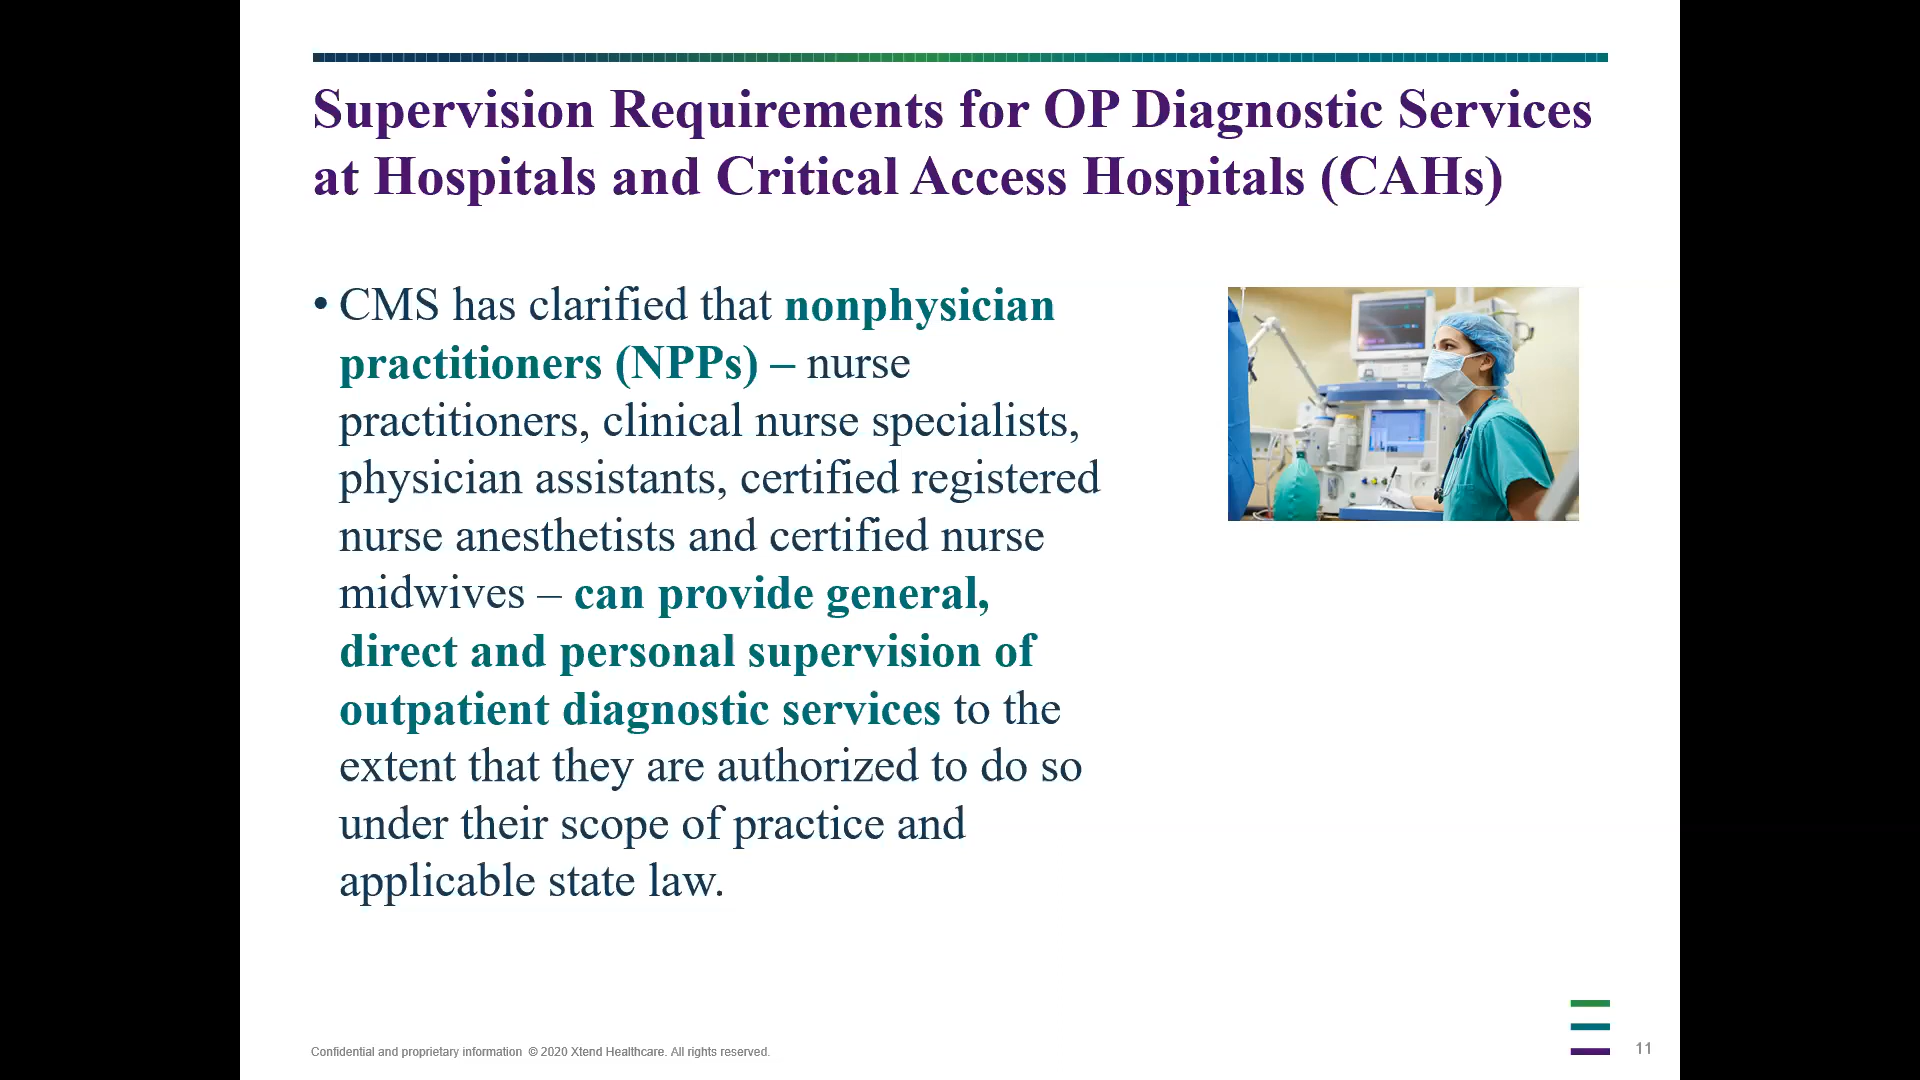 Supervision Requirements for OP Diagnostic Services
at Hospitals and Critical Access Hospitals (CAHs)
• CMS has clarified that nonphysician
practitioners (NPPs) – nurse
practitioners, clinical nurse specialists,
physician assistants, certified registered
nurse anesthetists and certified nurse
midwives – can provide general,
direct and personal supervision of
outpatient diagnostic services to the
extent that they are authorized to do so
under their scope of practice and
applicable state law.
Confidential and proprietary information © 2020 Xtend Healthcare. All rights reserved.
11